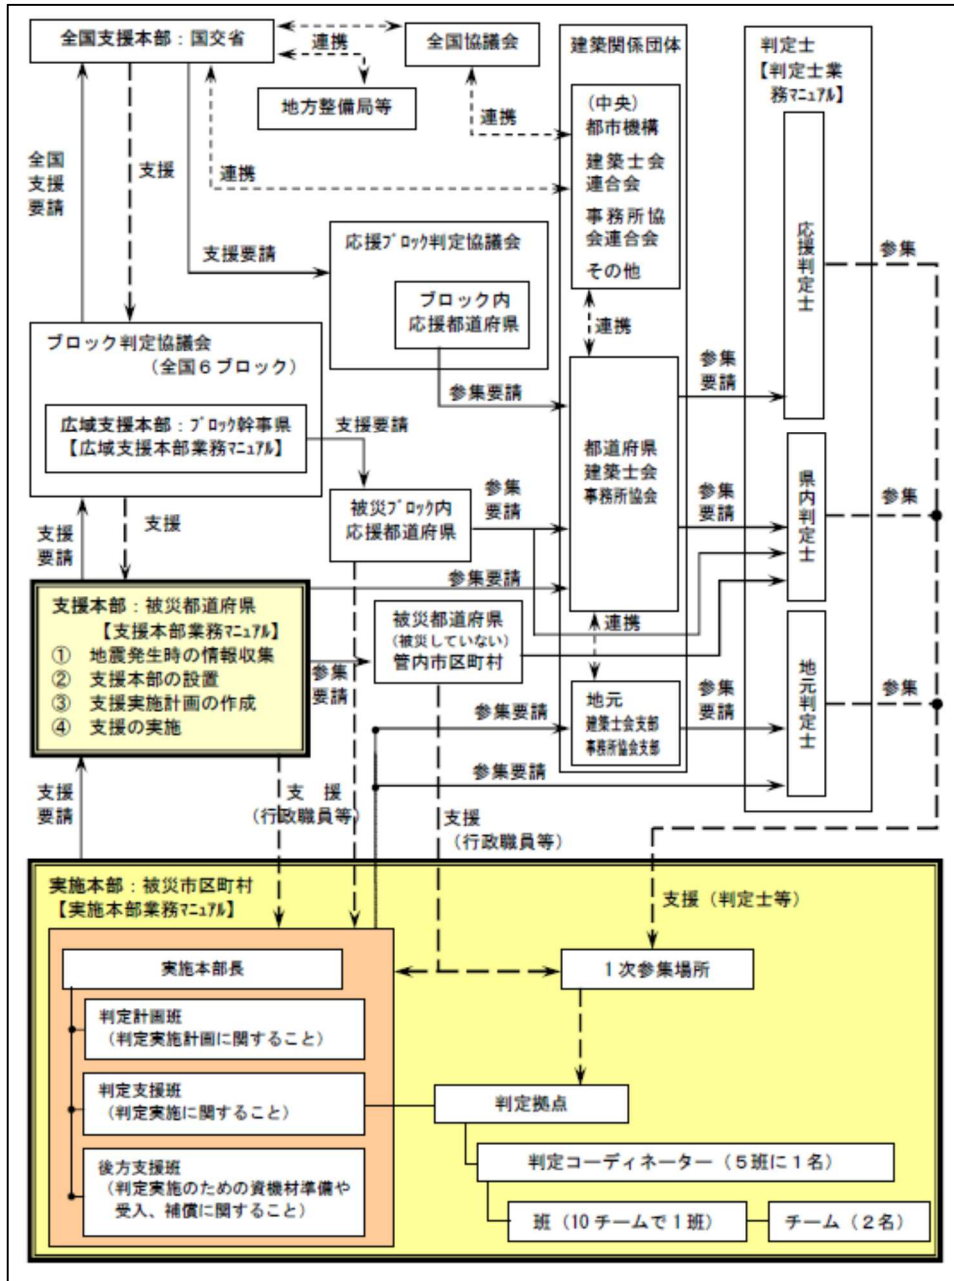 全国支援本部：国交省
連携
全国協議会
地方整備局等
連携
連携
全国
支援
要請
支援
建築関係団体
（中央）
都市機構
建築士会
連合会
事務所協
会連合会
その他
連携
判定士
【判定士業
務ﾏﾆｭｱﾙ】
応援判定士
参集
支援要請
応援ﾌﾞﾛｯｸ判定協議会
ブロック内
応援都道府県
参集要請
参集
要請
ブロック判定協議会
（全国６ブロック）
広域支援本部：ﾌﾞﾛｯｸ幹事県
【広域支援本部業務ﾏﾆｭｱﾙ】
支援要請
都道府県
建築士会
事務所協会
県内判定士
参集
支援
要請
支援
被災ﾌﾞﾛｯｸ内
応援都道府県
参集
要請
参集
要請
参集要請
支援本部：被災都道府県
【支援本部業務ﾏﾆｭｱﾙ】
① 地震発生時の情報収集
② 支援本部の設置
③ 支援実施計画の作成
④ 支援の実施
参集
要請
被災都道府県
（被災していない）
管内市区町村
連携
地元
建築士会支部
事務所協会支部
参集要請
参集
要請
地元判定士
参集
参集要請
支援
要請
支 援
（行政職員等）
支援
（行政職員等）
実施本部：被災市区町村
【実施本部業務ﾏﾆｭｱﾙ】
支援（判定士等）
実施本部長
１次参集場所
判定計画班
（判定実施計画に関すること）
判定支援班
（判定実施に関すること）
判定拠点
後方支援班
（判定実施のための資機材準備や
受入、補償に関すること）
判定コーディネーター（５班に１名）
班（10 チームで１班）
チーム（２名）